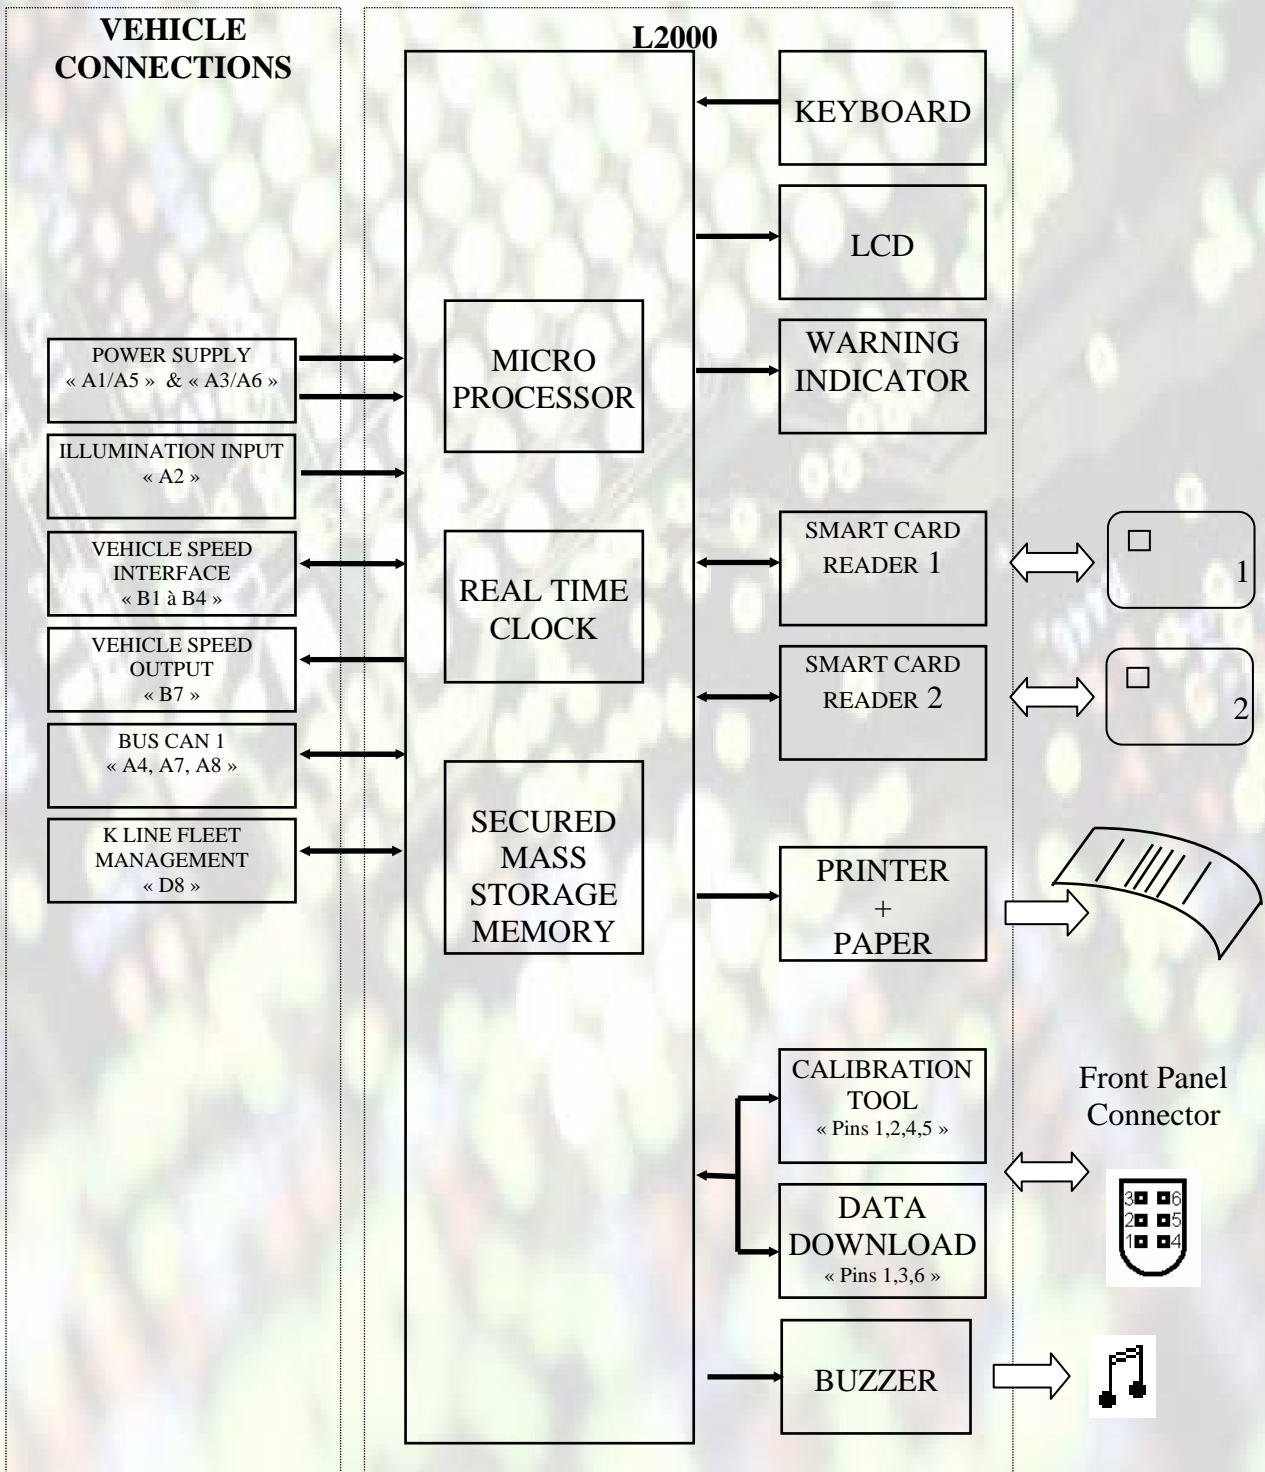 VEHICLE
CONNECTIONS
POWER SUPPLY
« A1/A5 » & « A3/A6 »
ILLUMINATION INPUT
« A2 »
VEHICLE SPEED
INTERFACE
« B1 à B4 »
VEHICLE SPEED
OUTPUT
« B7 »
BUS CAN 1
« A4, A7, A8 »
K LINE FLEET
MANAGEMENT
« D8 »
L2000
MICRO
PROCESSOR
REAL TIME
CLOCK
SECURED
MASS
STORAGE
MEMORY
KEYBOARD
LCD
WARNING
INDICATOR
SMART CARD
READER 1
1
SMART CARD
READER 2
2
PRINTER
+
PAPER
CALIBRATION
TOOL
« Pins 1,2,4,5 »
DATA
DOWNLOAD
« Pins 1,3,6 »
Front Panel
Connector
3 6
2 5
1 4
BUZZER